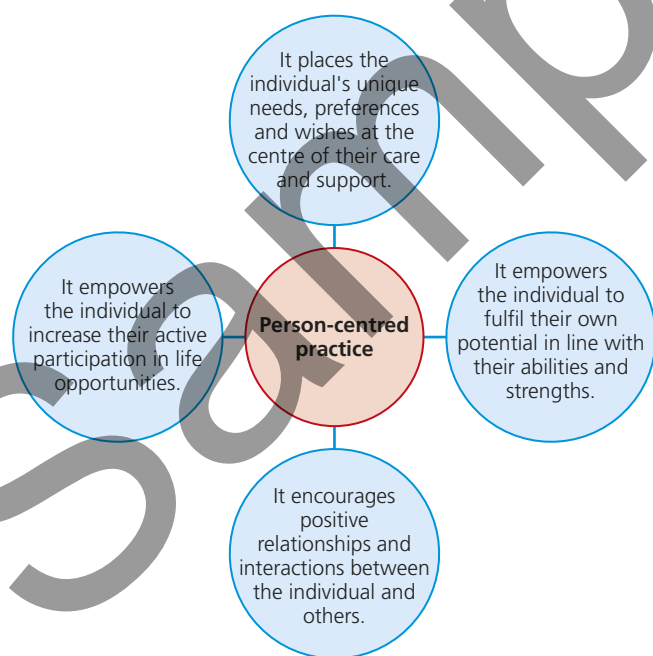 It places the
individual's unique
needs, preferences
and wishes at the
centre of their care
and support.
It empowers
the individual to
increase their active
participation in life
opportunities.
Person-centred
practice
It empowers
the individual to
fulfil their own
potential in line with
their abilities and
strengths.
It encourages
positive
relationships and
interactions between
the individual and
others.
Samp